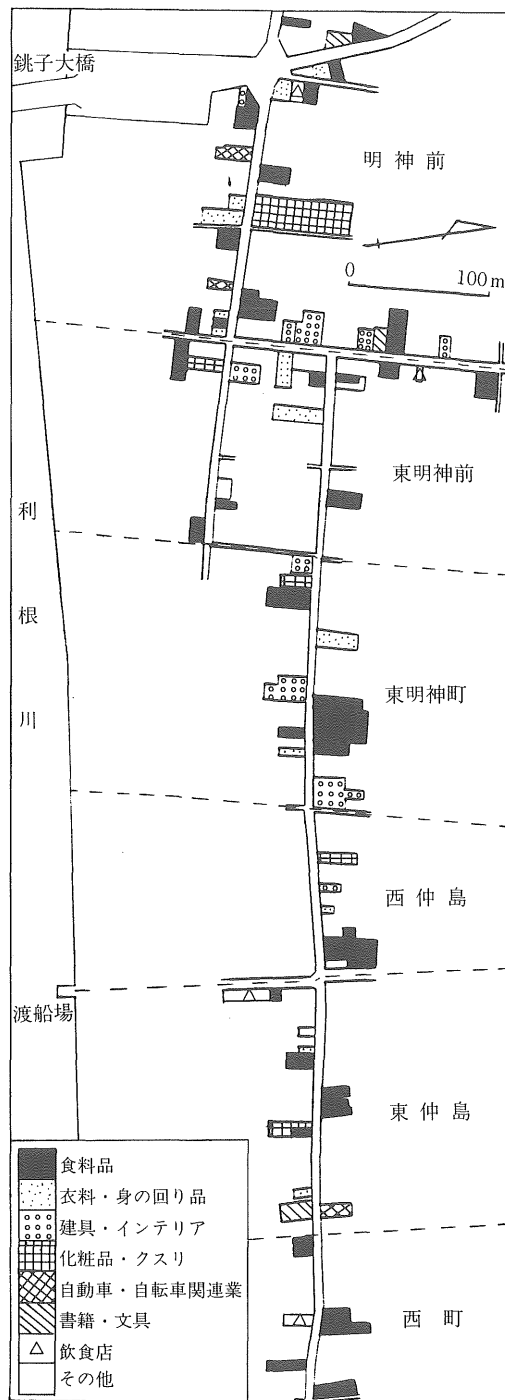 銚子大橋
明神前
0 100m
東明神前
利根川
東明神町
西仲島
渡船場
東仲島
西町
食料品
衣料・身の回り品
建具・インテリア
化粧品・クスリ
自動車・自転車関連業
書籍・文具
飲食店
その他